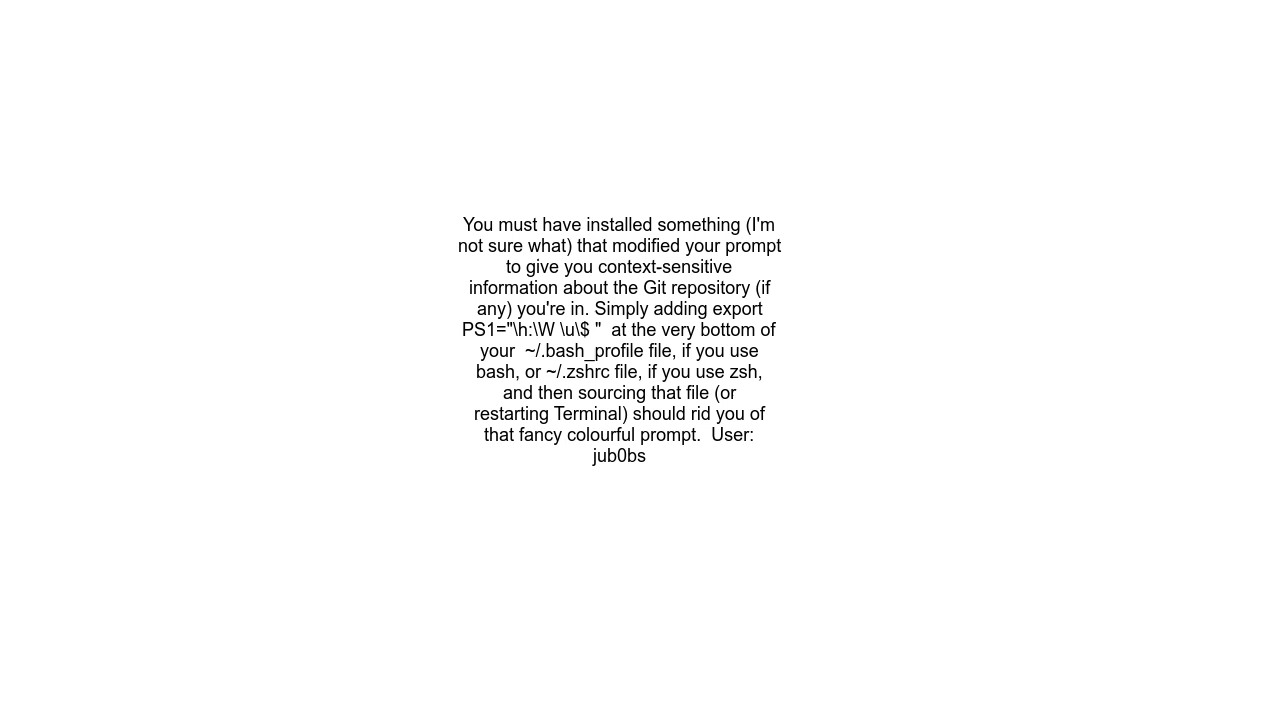 You must have installed something (I'm
not sure what) that modified your prompt
to give you context-sensitive
information about the Git repository (if
any) you're in. Simply adding export
PS1="\h:\W \u\$ "  at the very bottom of
your  ~/.bash_profile file, if you use
bash, or ~/.zshrc file, if you use zsh,
and then sourcing that file (or
restarting Terminal) should rid you of
that fancy colourful prompt.  User:
jub0bs